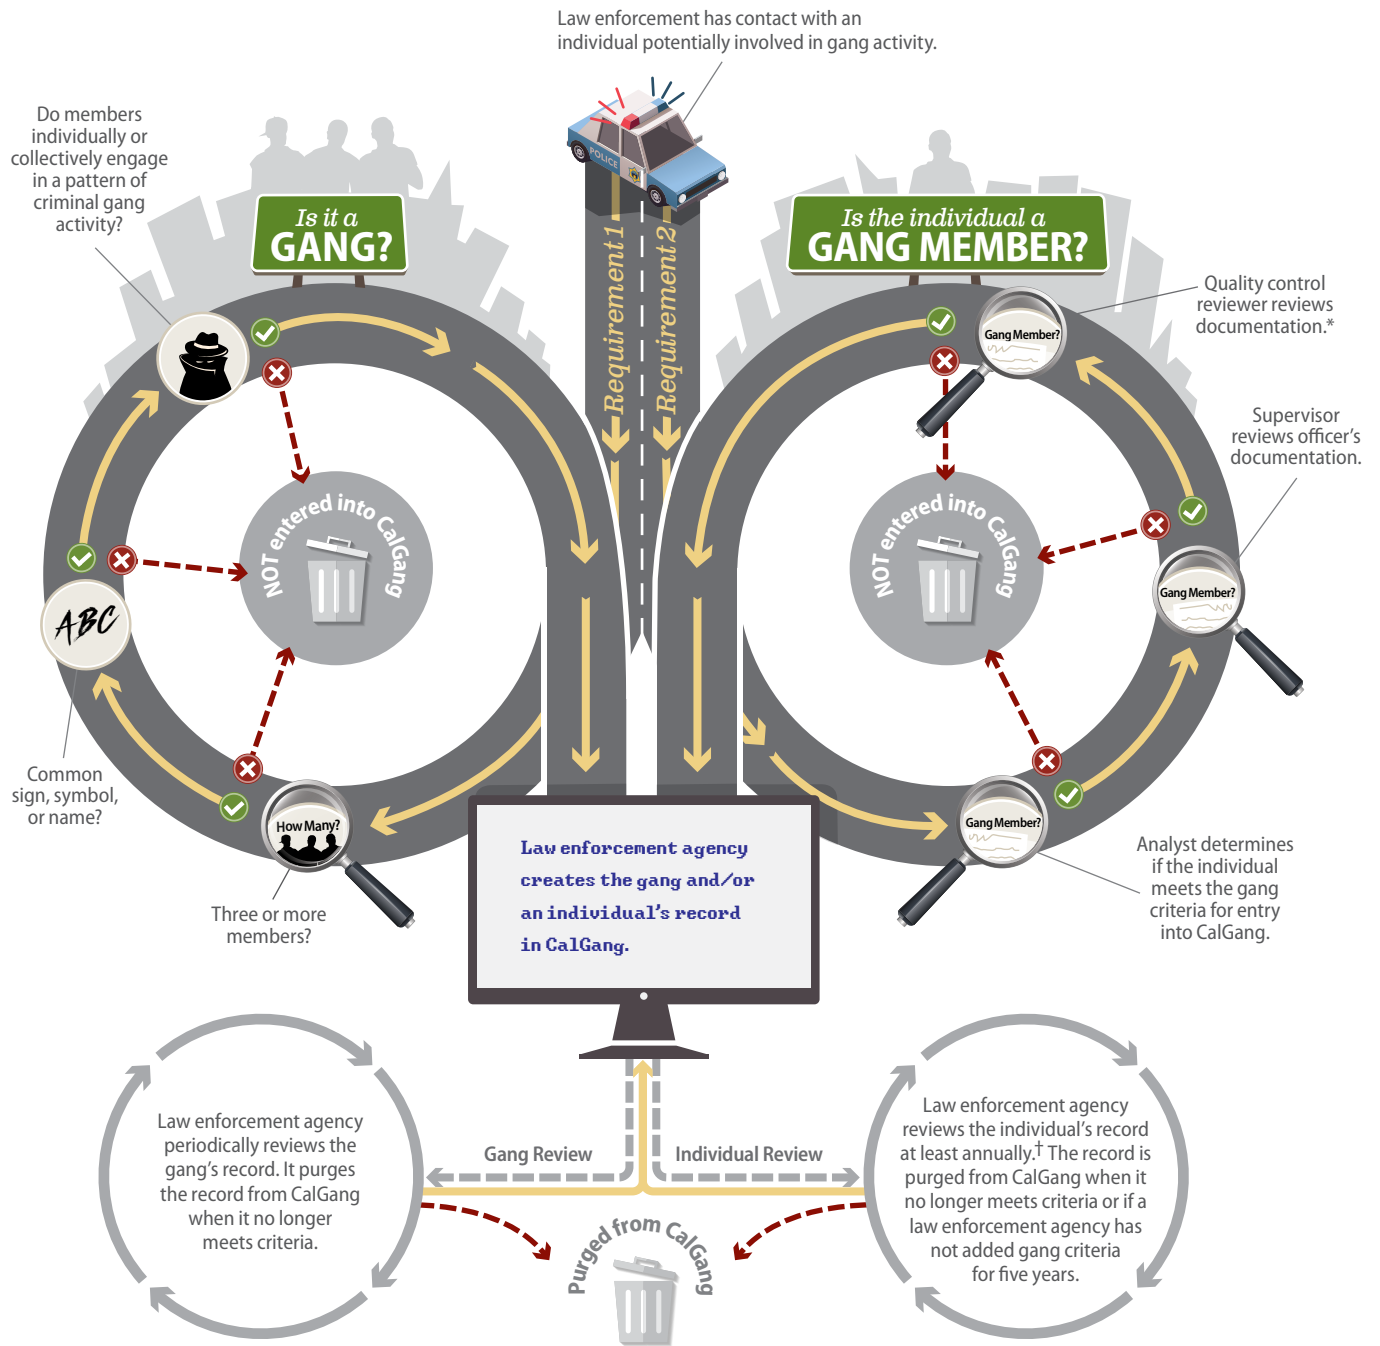 Law enforcement has contact with an
individual potentially involved in gang activity.
Do members
individually or
collectively engage
in a pattern of
criminal gang
activity?
POLICE
Is it a
GANG?
Requirement 1
Requirement 2
Is the individual a
GANG MEMBER?
Quality control
reviewer reviews
documentation.*
Gang Member?
Supervisor
reviews officer’s
documentation.
NOT entered into CalGang
NOT entered into CalGang
Gang Member?
ABC
Common
sign, symbol,
or name?
How Many?
Three or more
members?
Gang Member?
Analyst determines
if the individual
meets the gang
criteria for entry
into CalGang.
Law enforcement agency
creates the gang and/or
an individual’s record
in CalGang.
Law enforcement agency
periodically reviews the
gang’s record. It purges
the record from CalGang
when it no longer
meets criteria.
Gang Review
Individual Review
Law enforcement agency
reviews the individual’s record
at least annually.† The record is
purged from CalGang when it
no longer meets criteria or if a
law enforcement agency has
not added gang criteria
for five years.
Purged from CalGang